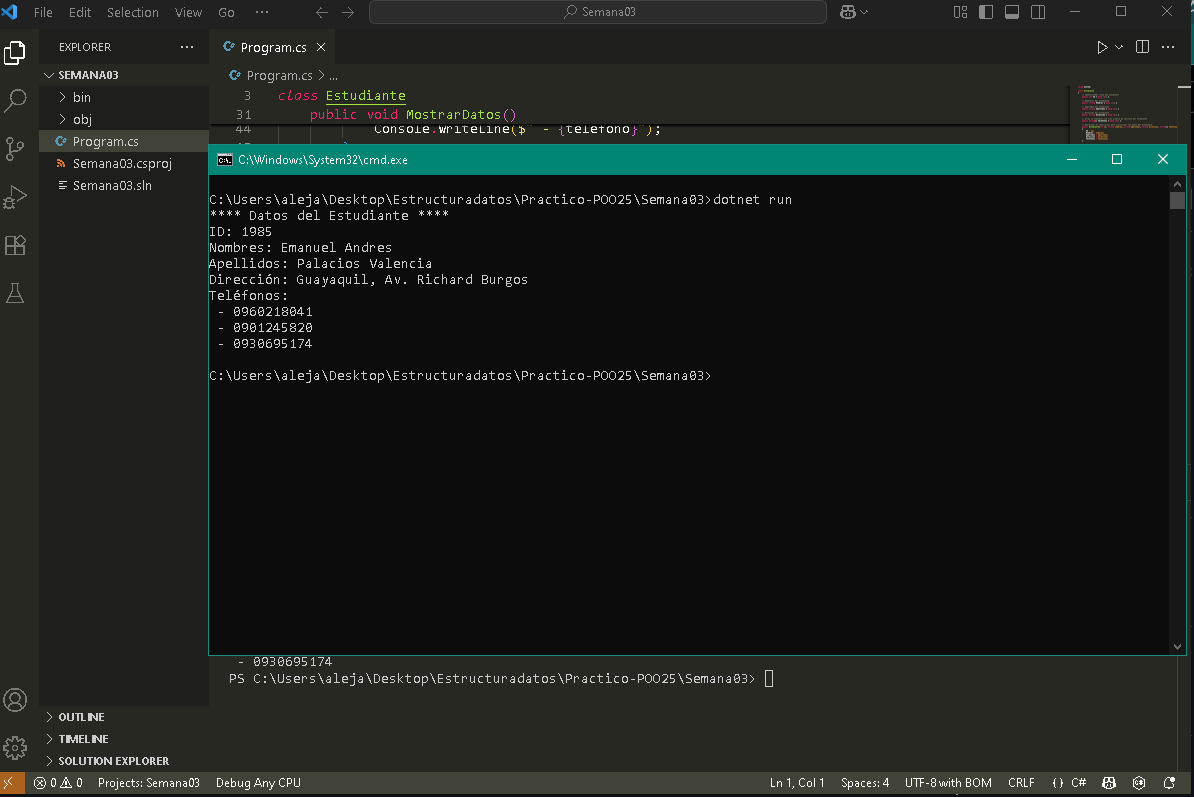 File Edit Selection View Go ··· Semana03
EXPLORER ···
SEMANA03
bin
obj
Program.cs
Semana03.csproj
Semana03.sln
Program.cs
Program.cs > ...
3 class Estudiante
31 public void MostrarDatos()
44 Console.WriteLine($" - {telefono}");
C:\Windows\System32\cmd.exe
C:\Users\aleja\Desktop\Estructuradatos\Practico-POO25\Semana03>dotnet run
**** Datos del Estudiante ****
ID: 1985
Nombres: Emanuel Andres
Apellidos: Palacios Valencia
Dirección: Guayaquil, Av. Richard Burgos
Teléfonos:
- 0960218041
- 0901245820
- 0930695174
C:\Users\aleja\Desktop\Estructuradatos\Practico-POO25\Semana03>
- 0930695174
PS C:\Users\aleja\Desktop\Estructuradatos\Practico-POO25\Semana03>
OUTLINE
TIMELINE
SOLUTION EXPLORER
0 0 Projects: Semana03 Debug Any CPU Ln 1, Col 1 Spaces: 4 UTF-8 with BOM CRLF {} C#